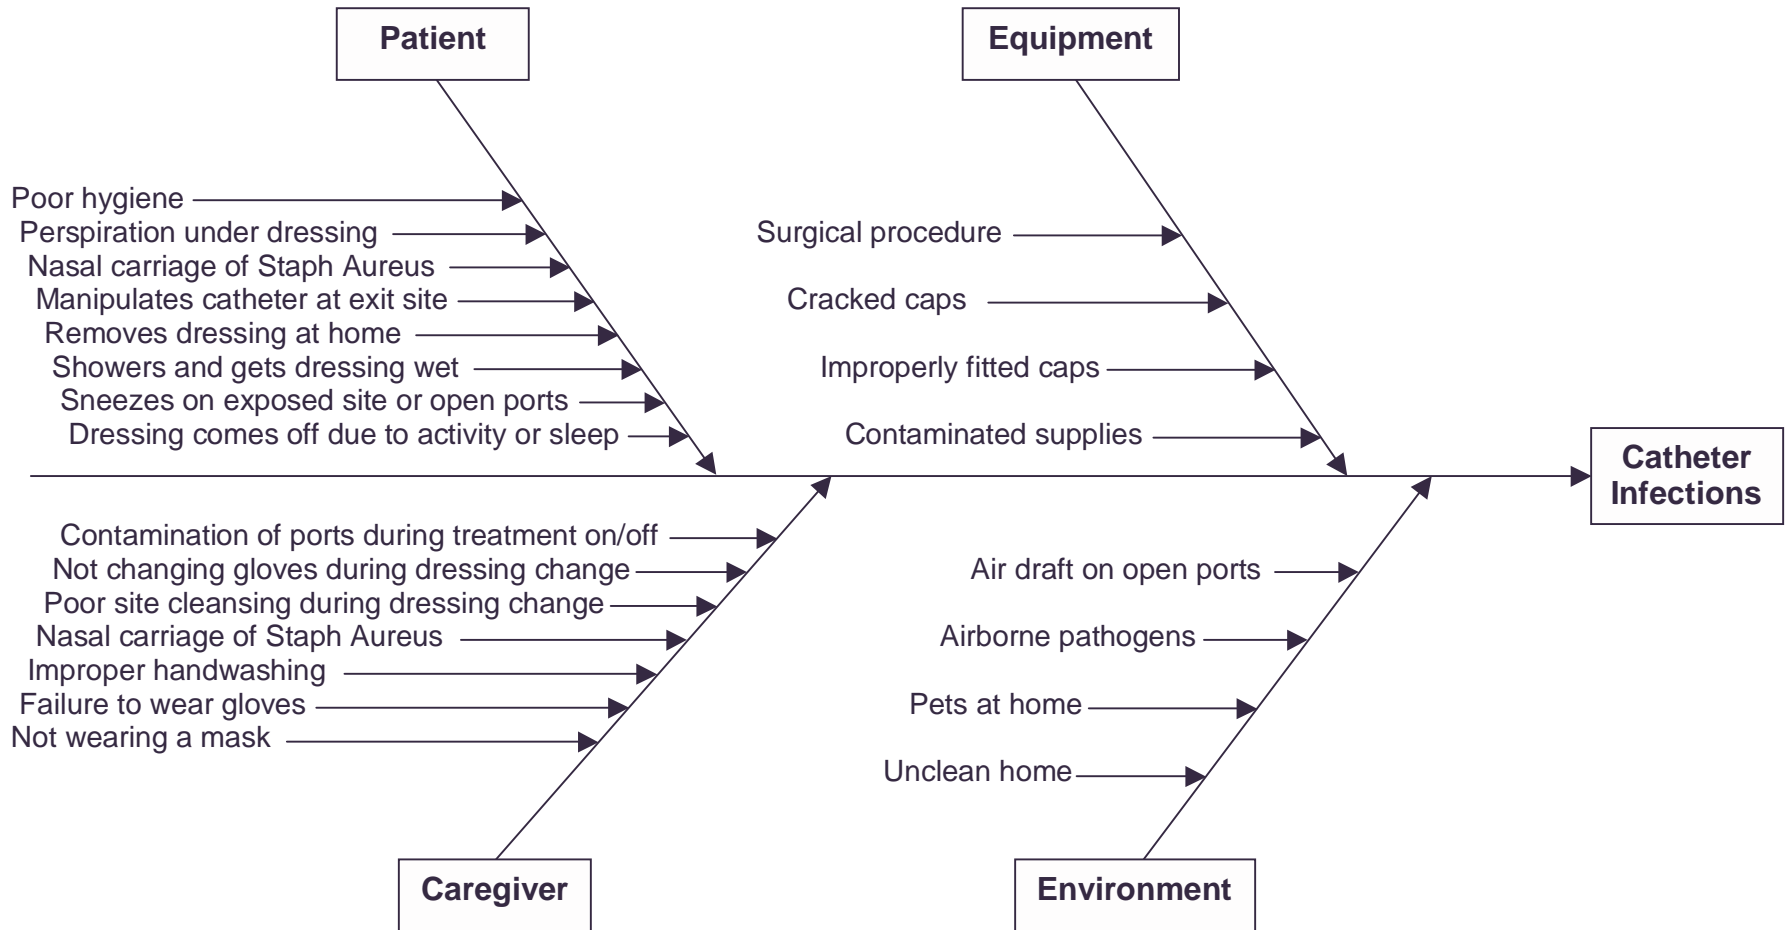 Patient
Equipment
Poor hygiene
Perspiration under dressing
Nasal carriage of Staph Aureus
Manipulates catheter at exit site
Removes dressing at home
Showers and gets dressing wet
Sneezes on exposed site or open ports
Dressing comes off due to activity or sleep
Surgical procedure
Cracked caps
Improperly fitted caps
Contaminated supplies
Catheter
Infections
Contamination of ports during treatment on/off
Not changing gloves during dressing change
Poor site cleansing during dressing change
Nasal carriage of Staph Aureus
Improper handwashing
Failure to wear gloves
Not wearing a mask
Air draft on open ports
Airborne pathogens
Pets at home
Unclean home
Caregiver
Environment